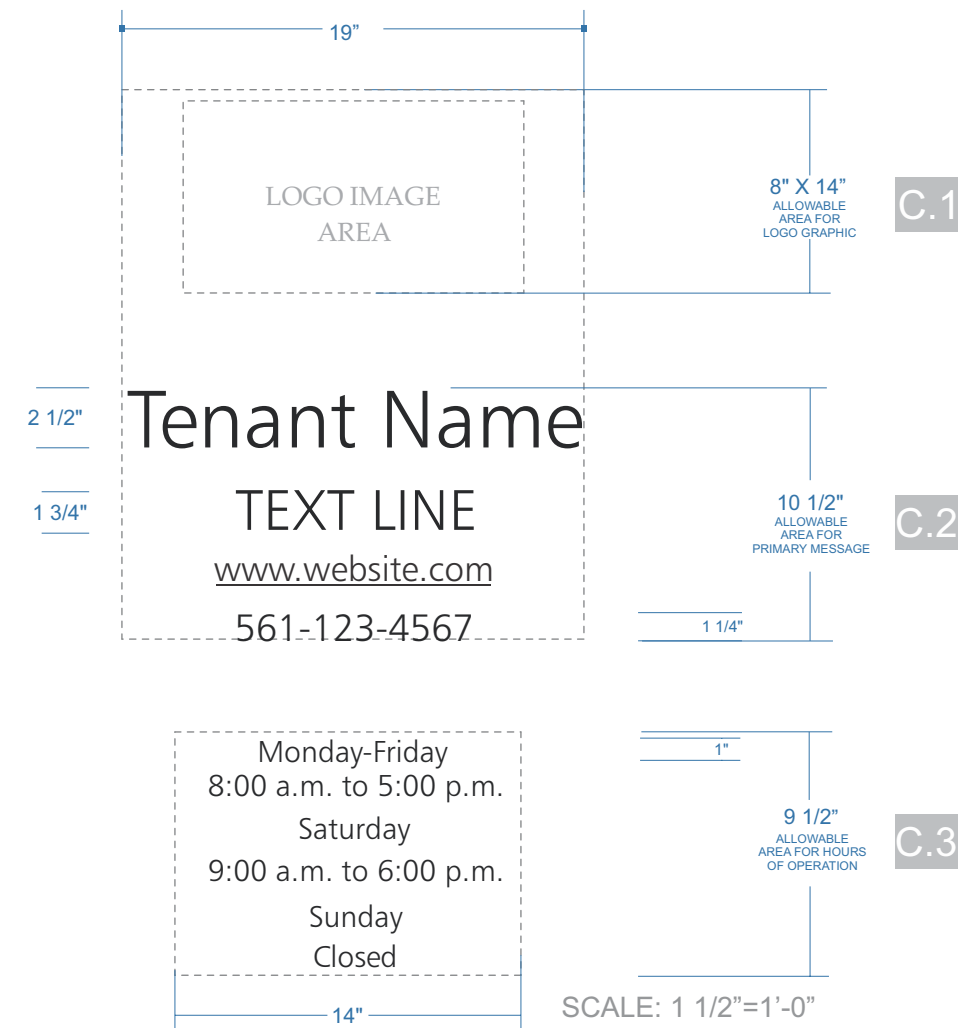 19”
LOGO IMAGE
AREA
8" X 14”
ALLOWABLE
AREA FOR
LOGO GRAPHIC
C.1
2 1/2"
Tenant Name
1 3/4"
TEXT LINE
www.website.com
561-123-4567
10 1/2"
ALLOWABLE
AREA FOR
PRIMARY MESSAGE
C.2
1 1/4"
Monday-Friday
8:00 a.m. to 5:00 p.m.
Saturday
9:00 a.m. to 6:00 p.m.
Sunday
Closed
1"
9 1/2”
ALLOWABLE
AREA FOR HOURS
OF OPERATION
C.3
14"
SCALE: 1 1/2”=1’-0”